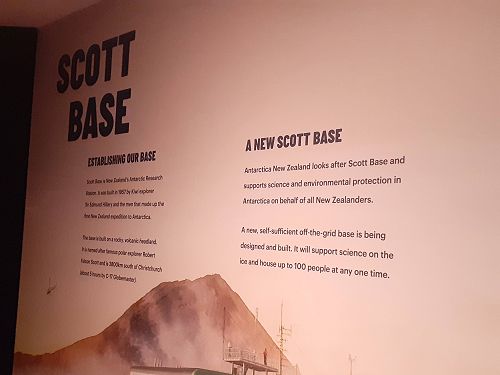 SCOTT
BASE
ESTABLISHING OUR BASE
Scott Base is New Zealand's Antarctic Research
Station. It was built in 1957 by Kiwi explorer
Sir Edmund Hillary and the men that made up the
first New Zealand expedition to Antarctica.
The base is built on a rocky, volcanic headland.
It is named after famous polar explorer Robert
Falcon Scott and is 3800km south of Christchurch
(about 5 hours by C-17 Globemaster).
A NEW SCOTT BASE
Antarctica New Zealand looks after Scott Base and
supports science and environmental protection in
Antarctica on behalf of all New Zealanders.
A new, self-sufficient off-the-grid base is being
designed and built. It will support science on the
ice and house up to 100 people at any one time.